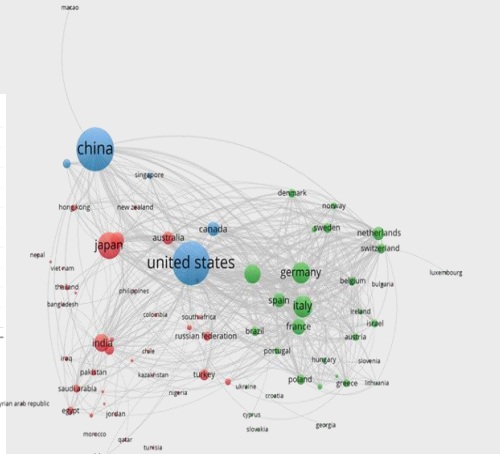 macao
china
singapore
denmark
hong kong
new zealand
norway
canada
sweden
netherlands
japan
australia
switzerland
nepal
united states
germany
luxembourg
vietnam
belgium
bulgaria
thailand
philippines
spain
italy
bangladesh
colombia
south africa
ireland
israel
france
brazil
russian federation
austria
india
chile
portugal
iraq
hungary
slovenia
pakistan
kazakhstan
turkey
poland
greece
lithuania
saudi arabia
nigeria
ukraine
croatia
yrian arab republic
egypt
jordan
cyprus
georgia
slovakia
morocco
qatar
tunisia